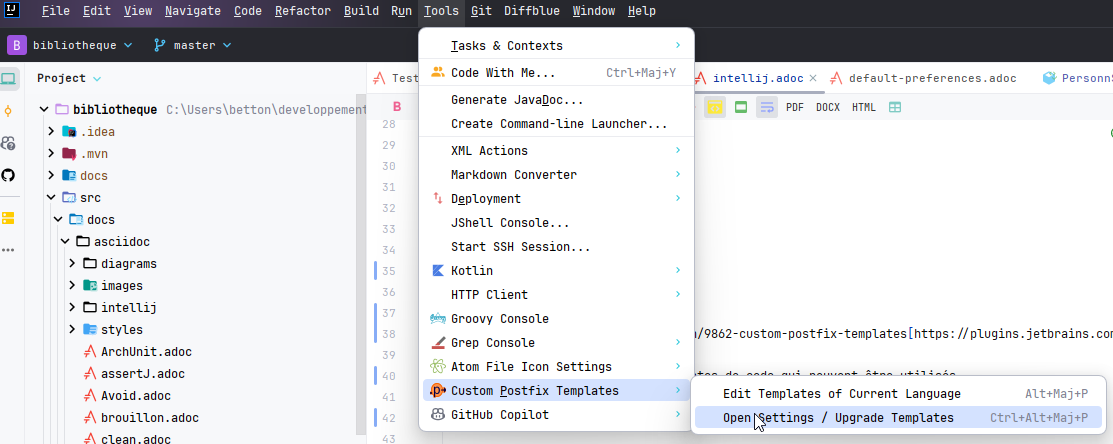 File Edit View Navigate Code Refactor Build Run Tools Git Diffblue Window Help
B bibliotheque master
Project
bibliotheque C:\Users\betton\developpement
.idea
.mvn
docs
src
docs
asciidoc
diagrams
images
intellij
styles
ArchUnit.adoc
assertJ.adoc
Avoid.adoc
brouillon.adoc
clean.adoc
Test
intellij.adoc
default-preferences.adoc
Personn
B
PDF DOCX HTML
28
29
30
31
32
33
34
35
36
37
38
39
40
41
42
43
Tasks & Contexts
Code With Me... Ctrl+Maj+Y
Generate JavaDoc...
Create Command-line Launcher...
XML Actions
Markdown Converter
Deployment
JShell Console...
Start SSH Session...
Kotlin
HTTP Client
Groovy Console
Grep Console
Atom File Icon Settings
Custom Postfix Templates
GitHub Copilot
/9862-custom-postfix-templates[https://plugins.jetbrains.com
de code qui peuvent être utilisés
Edit Templates of Current Language Alt+Maj+P
Open Settings / Upgrade Templates Ctrl+Alt+Maj+P